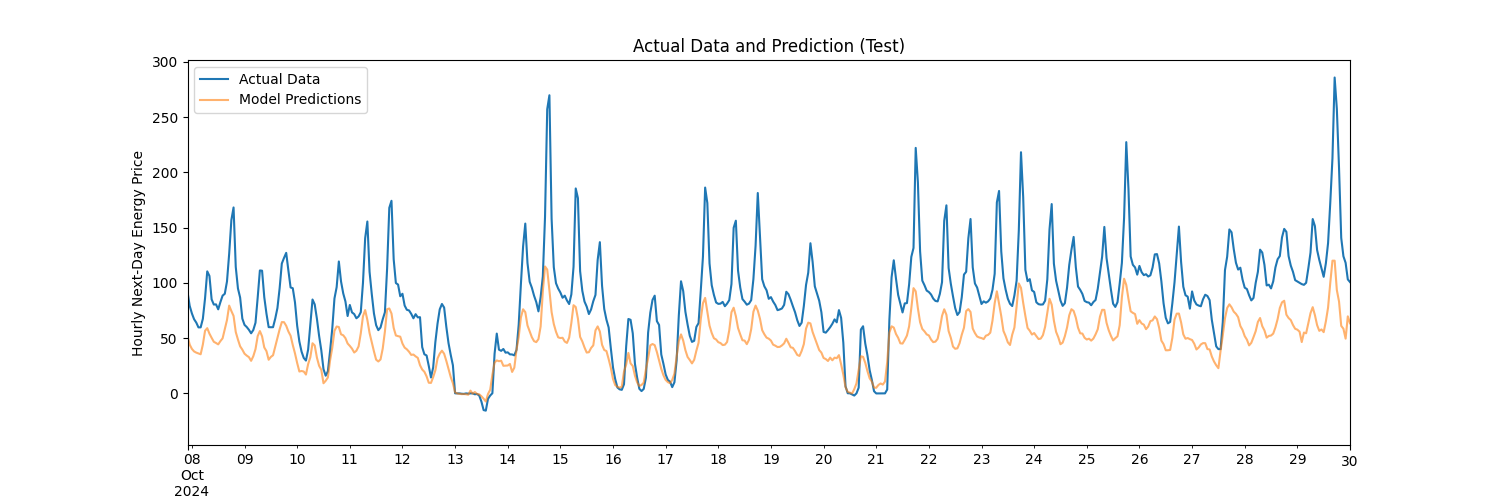 Actual Data and Prediction (Test)
300
250
200
150
100
50
0
Hourly Next-Day Energy Price
Actual Data
Model Predictions
08 09 10 11 12 13 14 15 16 17 18 19 20 21 22 23 24 25 26 27 28 29 30
Oct
2024